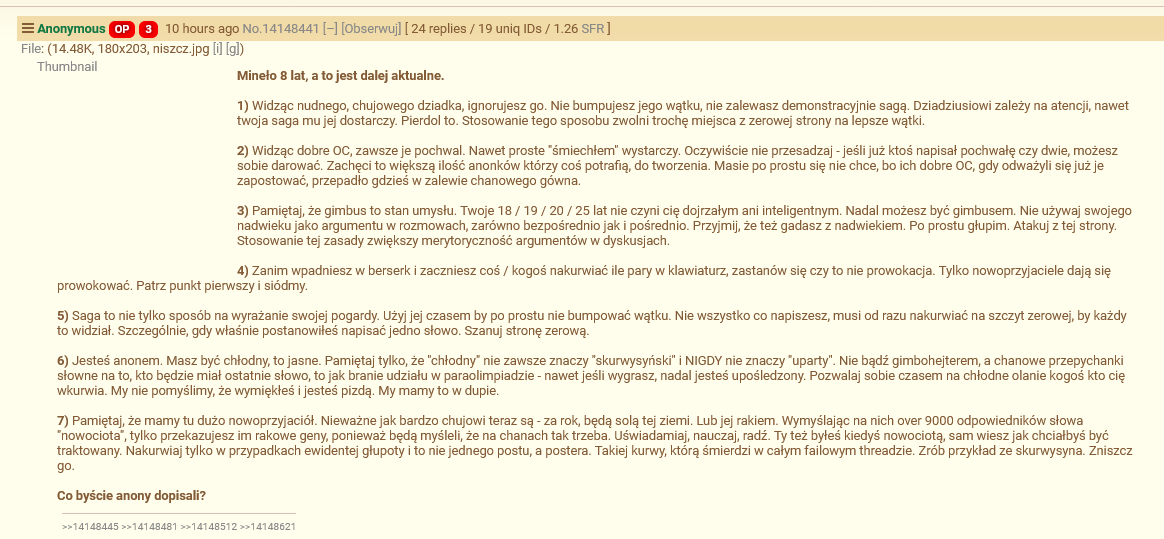 Anonymous OP 3 10 hours ago No.14148441 [–] [Obserwuj] [ 24 replies / 19 uniq IDs / 1.26 SFR ]
File: (14.48K, 180x203, niszcz.jpg [i] [g])
Thumbnail
Mineło 8 lat, a to jest dalej aktualne.
1) Widząc nudnego, chujowego dziadka, ignorujesz go. Nie bumpujesz jego wątku, nie zalewasz demonstracyjnie sagą. Dziadziusiowi zależy na atencji, nawet
twoja saga mu jej dostarczy. Pierdol to. Stosowanie tego sposobu zwolni trochę miejsca z zerowej strony na lepsze wątki.
2) Widząc dobre OC, zawsze je pochwal. Nawet proste "śmiechłem" wystarczy. Oczywiście nie przesadzaj - jeśli już ktoś napisał pochwałę czy dwie, możesz
sobie darować. Zachęci to większą ilość anonków którzy coś potrafią, do tworzenia. Masie po prostu się nie chce, bo ich dobre OC, gdy odważyli się już je
zapostować, przepadło gdzieś w zalewie chanowego gówna.
3) Pamiętaj, że gimbus to stan umysłu. Twoje 18 / 19 / 20 / 25 lat nie czyni cię dojrzałym ani inteligentnym. Nadal możesz być gimbusem. Nie używaj swojego
nadwieku jako argumentu w rozmowach, zarówno bezpośrednio jak i pośrednio. Przyjmij, że też gadasz z nadwiekiem. Po prostu głupim. Atakuj z tej strony.
Stosowanie tej zasady zwiększy merytoryczność argumentów w dyskusjach.
4) Zanim wpadniesz w berserk i zaczniesz coś / kogoś nakurwiać ile pary w klawiaturz, zastanów się czy to nie prowokacja. Tylko nowoprzyjaciele dają się
prowokować. Patrz punkt pierwszy i siódmy.
5) Saga to nie tylko sposób na wyrażanie swojej pogardy. Użyj jej czasem by po prostu nie bumpować wątku. Nie wszystko co napiszesz, musi od razu nakurwiać na szczyt zerowej, by każdy
to widział. Szczególnie, gdy właśnie postanowiłeś napisać jedno słowo. Szanuj stronę zerową.
6) Jesteś anonem. Masz być chłodny, to jasne. Pamiętaj tylko, że "chłodny" nie zawsze znaczy "skurwysyński" i NIGDY nie znaczy "uparty". Nie bądź gimbohejterem, a chanowe przepychanki
słowne na to, kto będzie miał ostatnie słowo, to jak branie udziału w paraolimpiadzie - nawet jeśli wygrasz, nadal jesteś upośledzony. Pozwalaj sobie czasem na chłodne olanie kogoś kto cię
wkurwia. My nie pomyślimy, że wymiękłeś i jesteś pizdą. My mamy to w dupie.
7) Pamiętaj, że mamy tu dużo nowoprzyjaciół. Nieważne jak bardzo chujowi teraz są - za rok, będą solą tej ziemi. Lub jej rakiem. Wymyślając na nich over 9000 odpowiedników słowa
"nowociota", tylko przekazujesz im rakowe geny, ponieważ będą myśleli, że na chanach tak trzeba. Uświadamiaj, nauczaj, radź. Ty też byłeś kiedyś nowociotą, sam wiesz jak chciałbyś być
traktowany. Nakurwiaj tylko w przypadkach ewidentej głupoty i to nie jednego postu, a postera. Takiej kurwy, którą śmierdzi w całym failowym threadzie. Zrób przykład ze skurwysyna. Zniszcz
go.
Co byście anony dopisali?
>>14148445 >>14148481 >>14148512 >>14148621